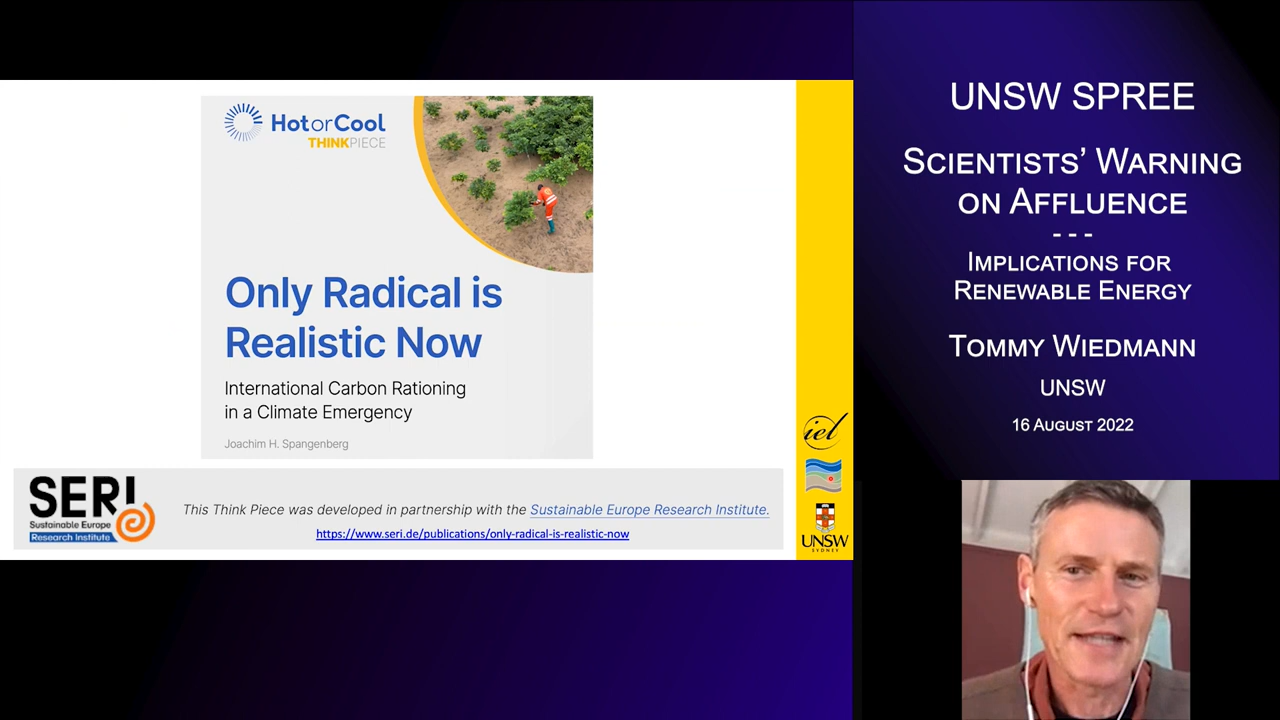 HotorCool
THINKPIECE
Only Radical is
Realistic Now
International Carbon Rationing
in a Climate Emergency
Joachim H. Spangenberg
SERI
Sustainable Europe
Research Institute
This Think Piece was developed in partnership with the Sustainable Europe Research Institute.
https://www.seri.de/publications/only-radical-is-realistic-now
iel
UNSW
SYDNEY
UNSW SPREE
Scientists' Warning
on Affluence
- - -
Implications for
Renewable Energy
Tommy Wiedmann
UNSW
16 August 2022